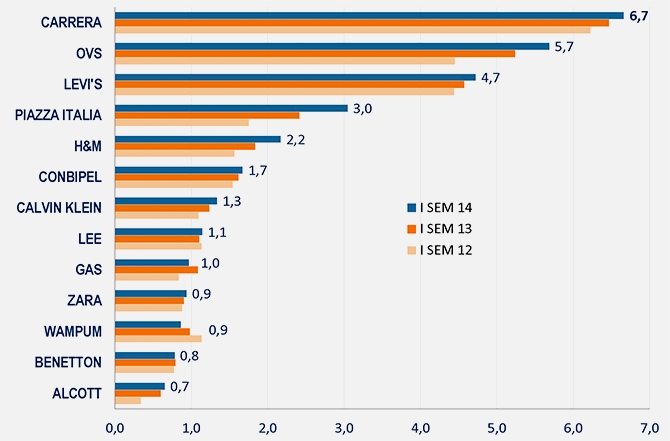 CARRERA 6,7
OVS 5,7
LEVI'S 4,7
PIAZZA ITALIA 3,0
H&M 2,2
CONBIPEL 1,7
CALVIN KLEIN 1,3
LEE 1,1
GAS 1,0
ZARA 0,9
WAMPUM 0,9
BENETTON 0,8
ALCOTT 0,7
I SEM 14
I SEM 13
I SEM 12
0,0 1,0 2,0 3,0 4,0 5,0 6,0 7,0